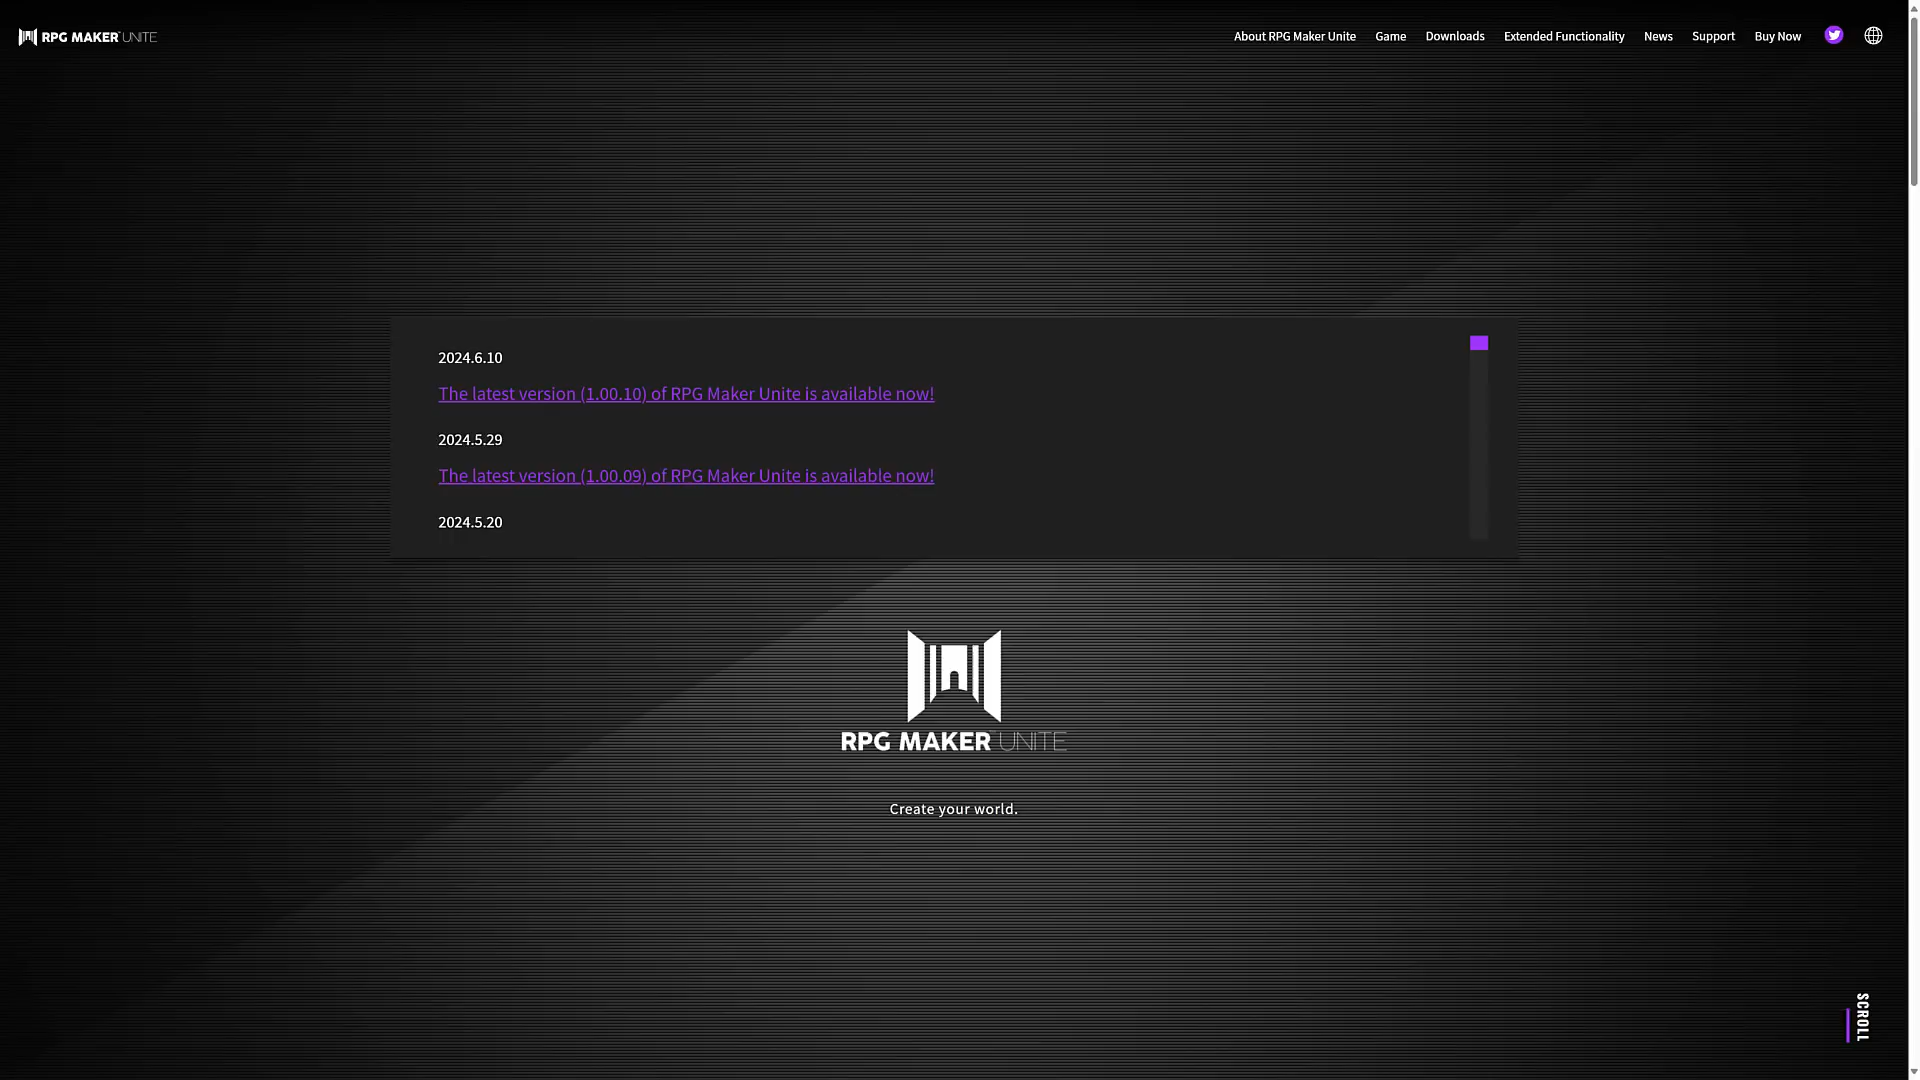 RPG MAKER UNITE
About RPG Maker Unite Game Downloads Extended Functionality News Support Buy Now
2024.6.10
The latest version (1.00.10) of RPG Maker Unite is available now!
2024.5.29
The latest version (1.00.09) of RPG Maker Unite is available now!
2024.5.20
RPG MAKER UNITE
Create your world.
SCROLL